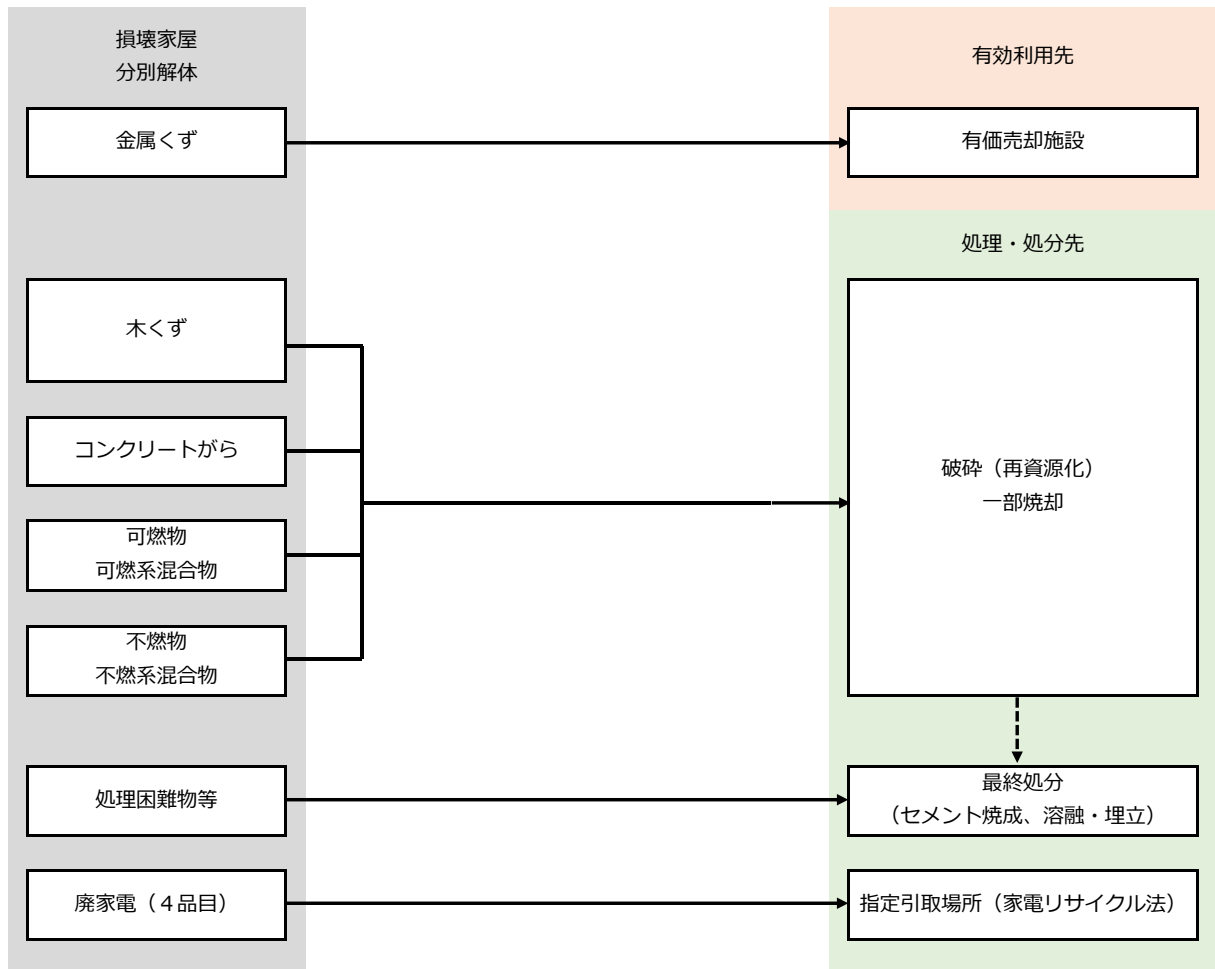 損壊家屋
分別解体
有効利用先
金属くず
有価売却施設
処理・処分先
木くず
コンクリートがら
可燃物
可燃系混合物
不燃物
不燃系混合物
破砕（再資源化）
一部焼却
処理困難物等
最終処分
（セメント焼成、溶融・埋立）
廃家電（４品目）
指定引取場所（家電リサイクル法）